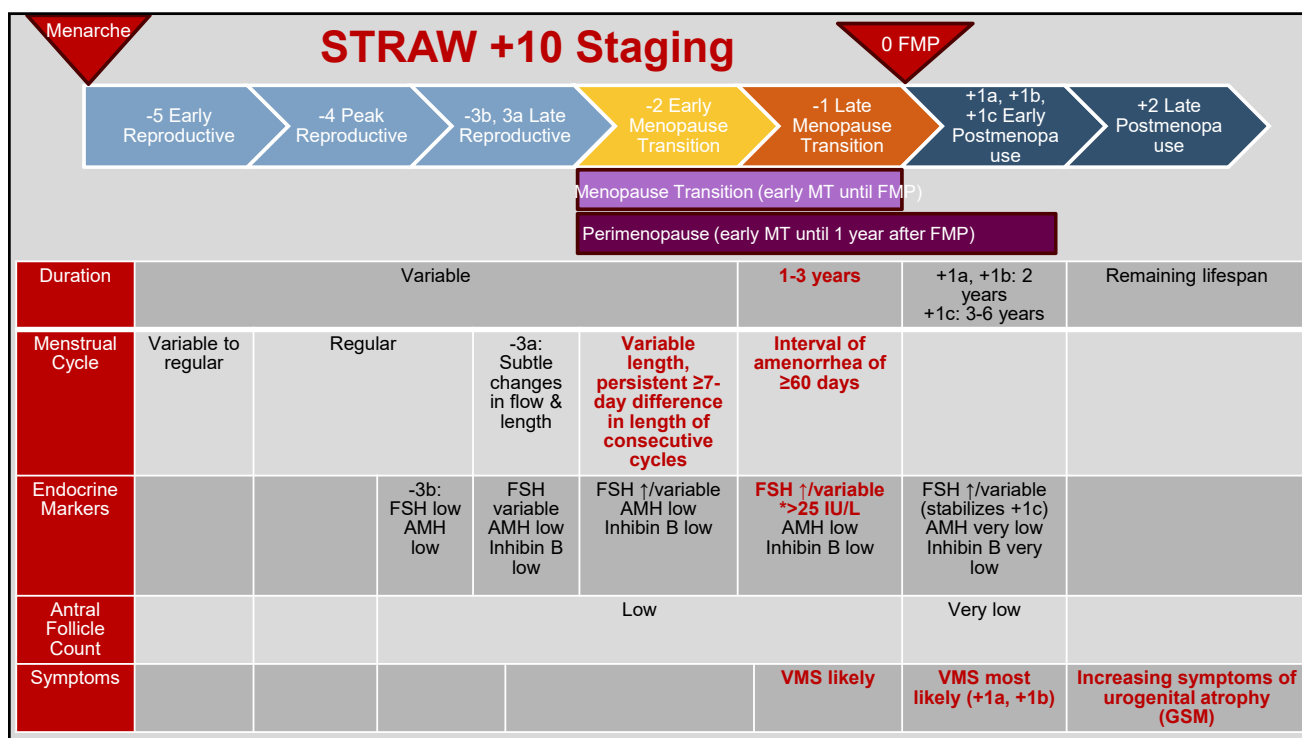 Menarche
STRAW +10 Staging
0 FMP
-5 Early
Reproductive
-4 Peak
Reproductive
-3b, 3a Late
Reproductive
-2 Early
Menopause
Transition
-1 Late
Menopause
Transition
+1a, +1b,
+1c Early
Postmenopa
use
+2 Late
Postmenopa
use
Menopause Transition (early MT until FMP)
Perimenopause (early MT until 1 year after FMP)
Duration
Variable
1-3 years
+1a, +1b: 2
years
+1c: 3-6 years
Remaining lifespan
Menstrual
Cycle
Variable to
regular
Regular
-3a:
Subtle
changes
in flow &
length
Variable
length,
persistent ≥7-
day difference
in length of
consecutive
cycles
Interval of
amenorrhea of
≥60 days
Endocrine
Markers
-3b:
FSH low
AMH
low
FSH
variable
AMH low
Inhibin B
low
FSH ↑/variable
AMH low
Inhibin B low
FSH ↑/variable
*>25 IU/L
AMH low
Inhibin B low
FSH ↑/variable
(stabilizes +1c)
AMH very low
Inhibin B very
low
Antral
Follicle
Count
Low
Very low
Symptoms
VMS likely
VMS most
likely (+1a, +1b)
Increasing symptoms of
urogenital atrophy
(GSM)